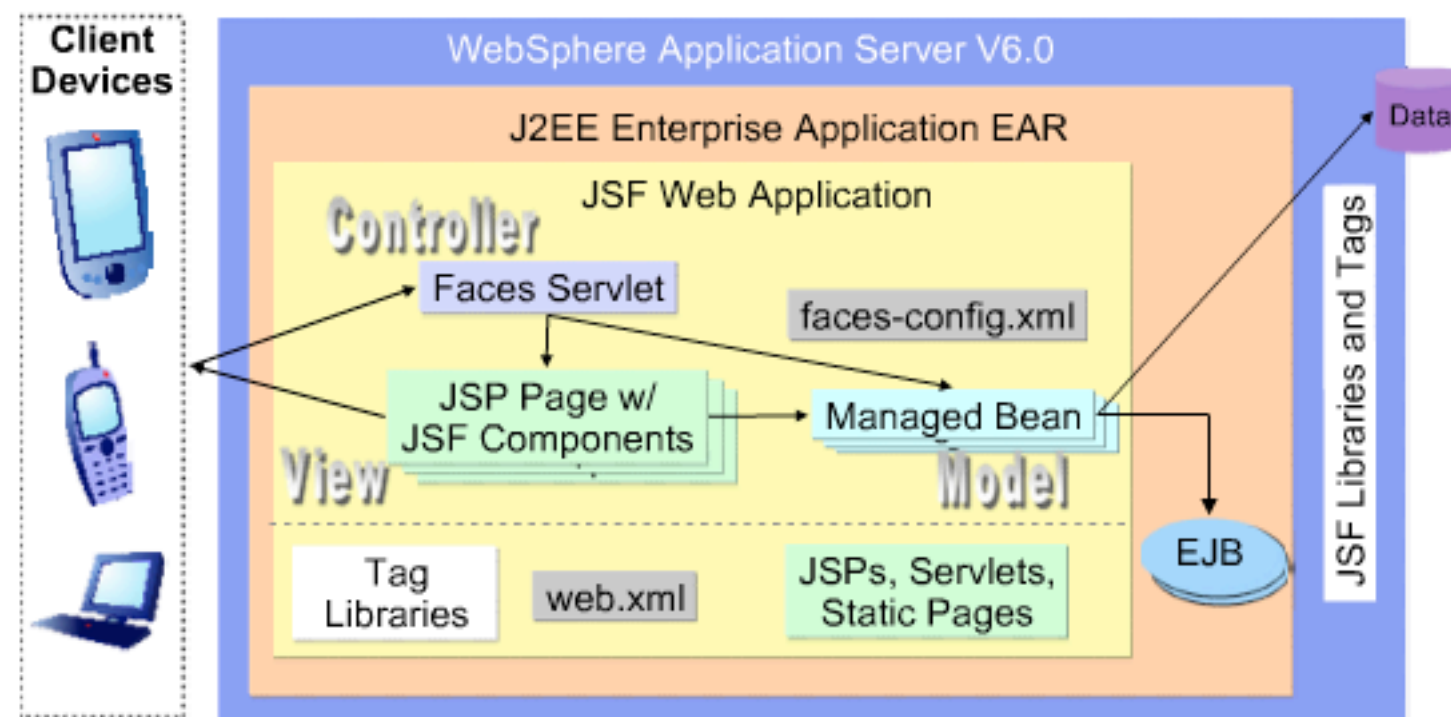 Client
Devices
WebSphere Application Server V6.0
J2EE Enterprise Application EAR
Data
JSF Web Application
Controller
Faces Servlet
faces-config.xml
JSP Page w/
JSF Components
Managed Bean
View
Model
JSF Libraries and Tags
EJB
Tag
Libraries
web.xml
JSPs, Servlets,
Static Pages